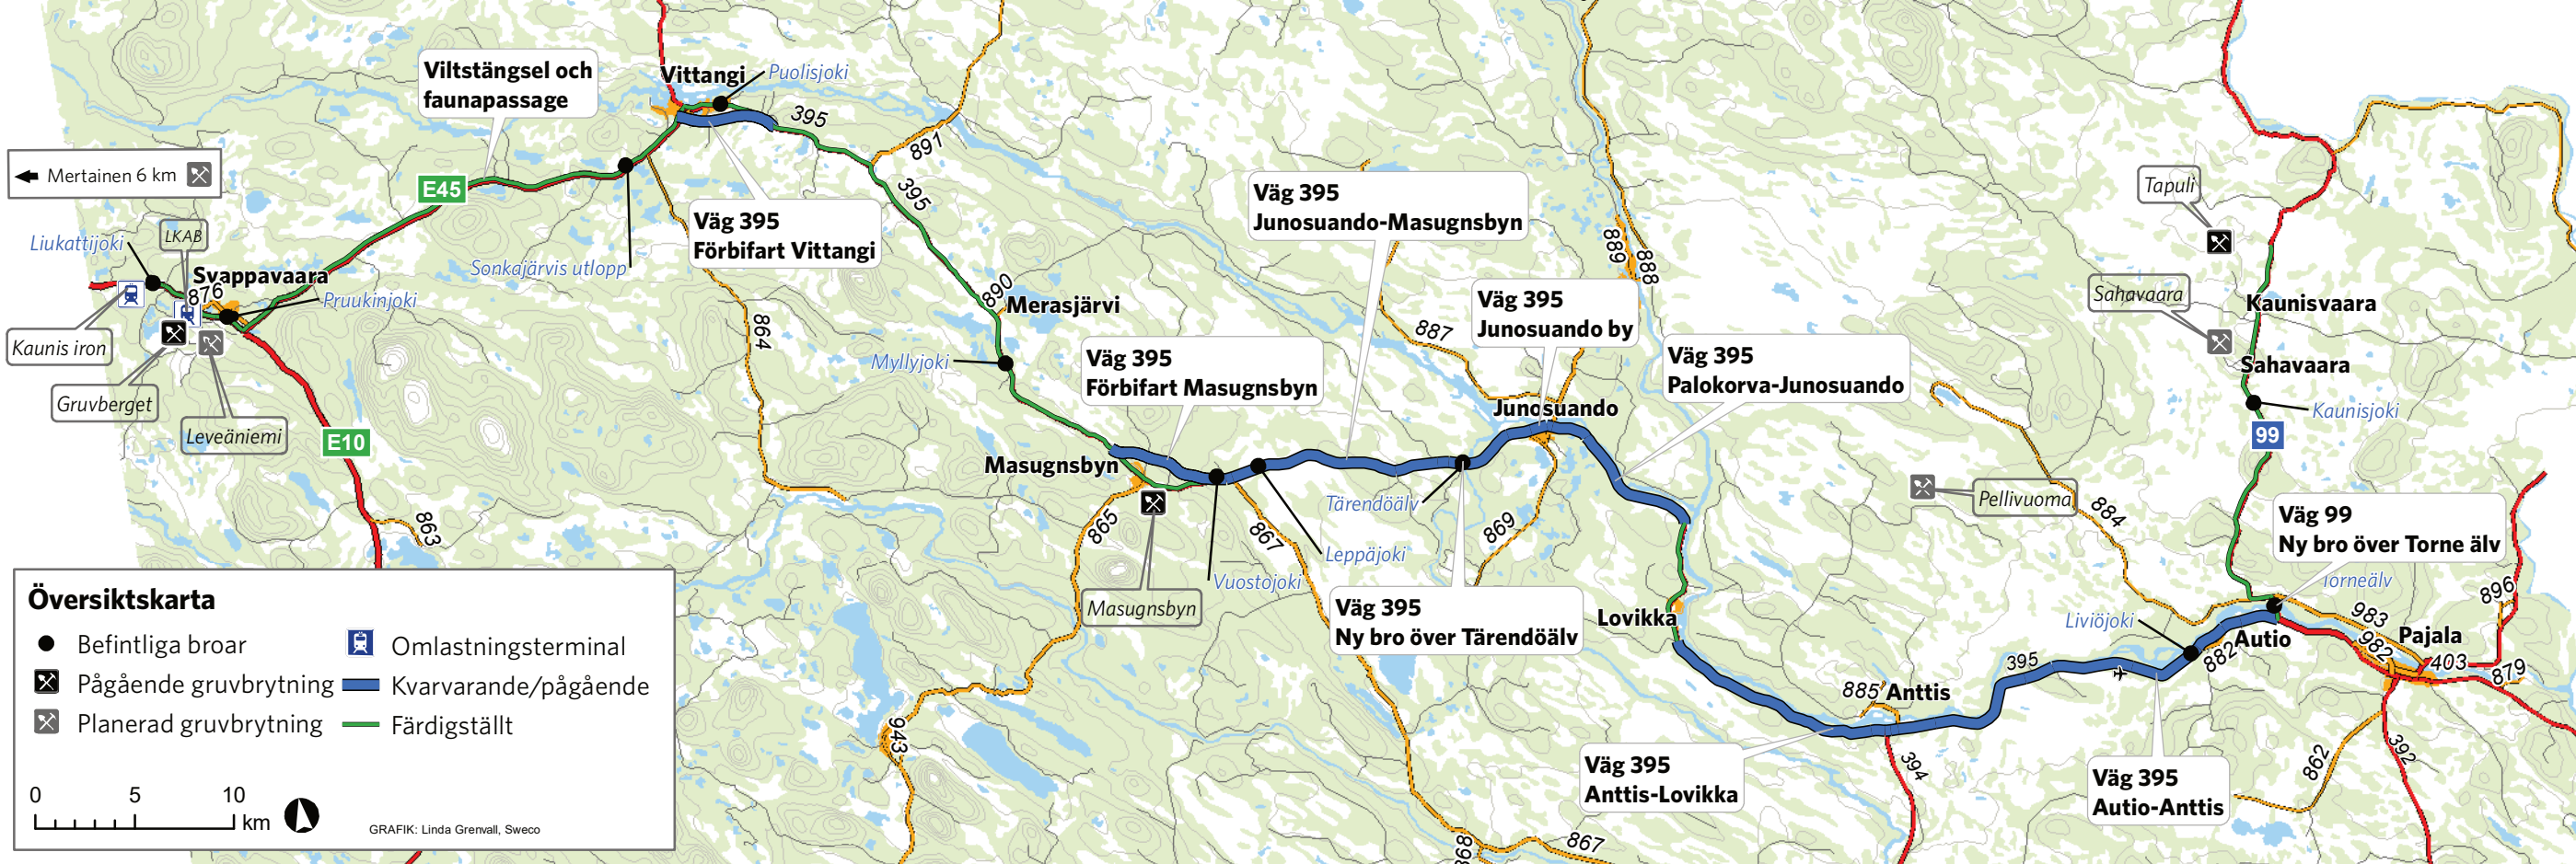 Viltstängsel och
faunapassage
Vittangi
Puolisjoki
395
891
Mertainen 6 km
E45
395
Väg 395
Förbifart Vittangi
Väg 395
Junosuando-Masugnsbyn
Tapuli
LKAB
Liukattijoki
Svappavaara
876
Pruukinjoki
Sonkajärvis utlopp
864
890
Merasjärvi
889
888
Sahavaara
Kaunisvaara
Väg 395
Junosuando by
887
Kaunis iron
Myllyjoki
Väg 395
Förbifart Masugnsbyn
Väg 395
Palokorva-Junosuando
Sahavaara
Gruvberget
Leveäniemi
E10
Junosuando
Kaunisjoki
99
Masugnsbyn
Tärendöälv
Pellivuoma
884
863
865
867
869
Leppäjoki
Vuostojoki
Väg 99
Ny bro över Torne älv
Torneälv
896
Masugnsbyn
Väg 395
Ny bro över Tärendöälv
Lovikka
Liviöjoki
983
Autio
982
Pajala
403
879
882
395
885
Anttis
943
394
392
862
Väg 395
Anttis-Lovikka
Väg 395
Autio-Anttis
867
868
Översiktskarta
Befintliga broar
Omlastningsterminal
Pågående gruvbrytning
Kvarvarande/pågående
Planerad gruvbrytning
Färdigställt
0 5 10
km
GRAFIK: Linda Grenvall, Sweco